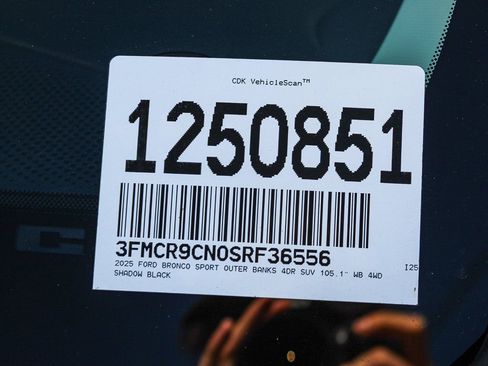 CDK VehicleScan™
1250851
3FMCR9CN0SRF36556
2025 FORD BRONCO SPORT OUTER BANKS 4DR SUV 105.1" WB 4WD
I25
SHADOW BLACK